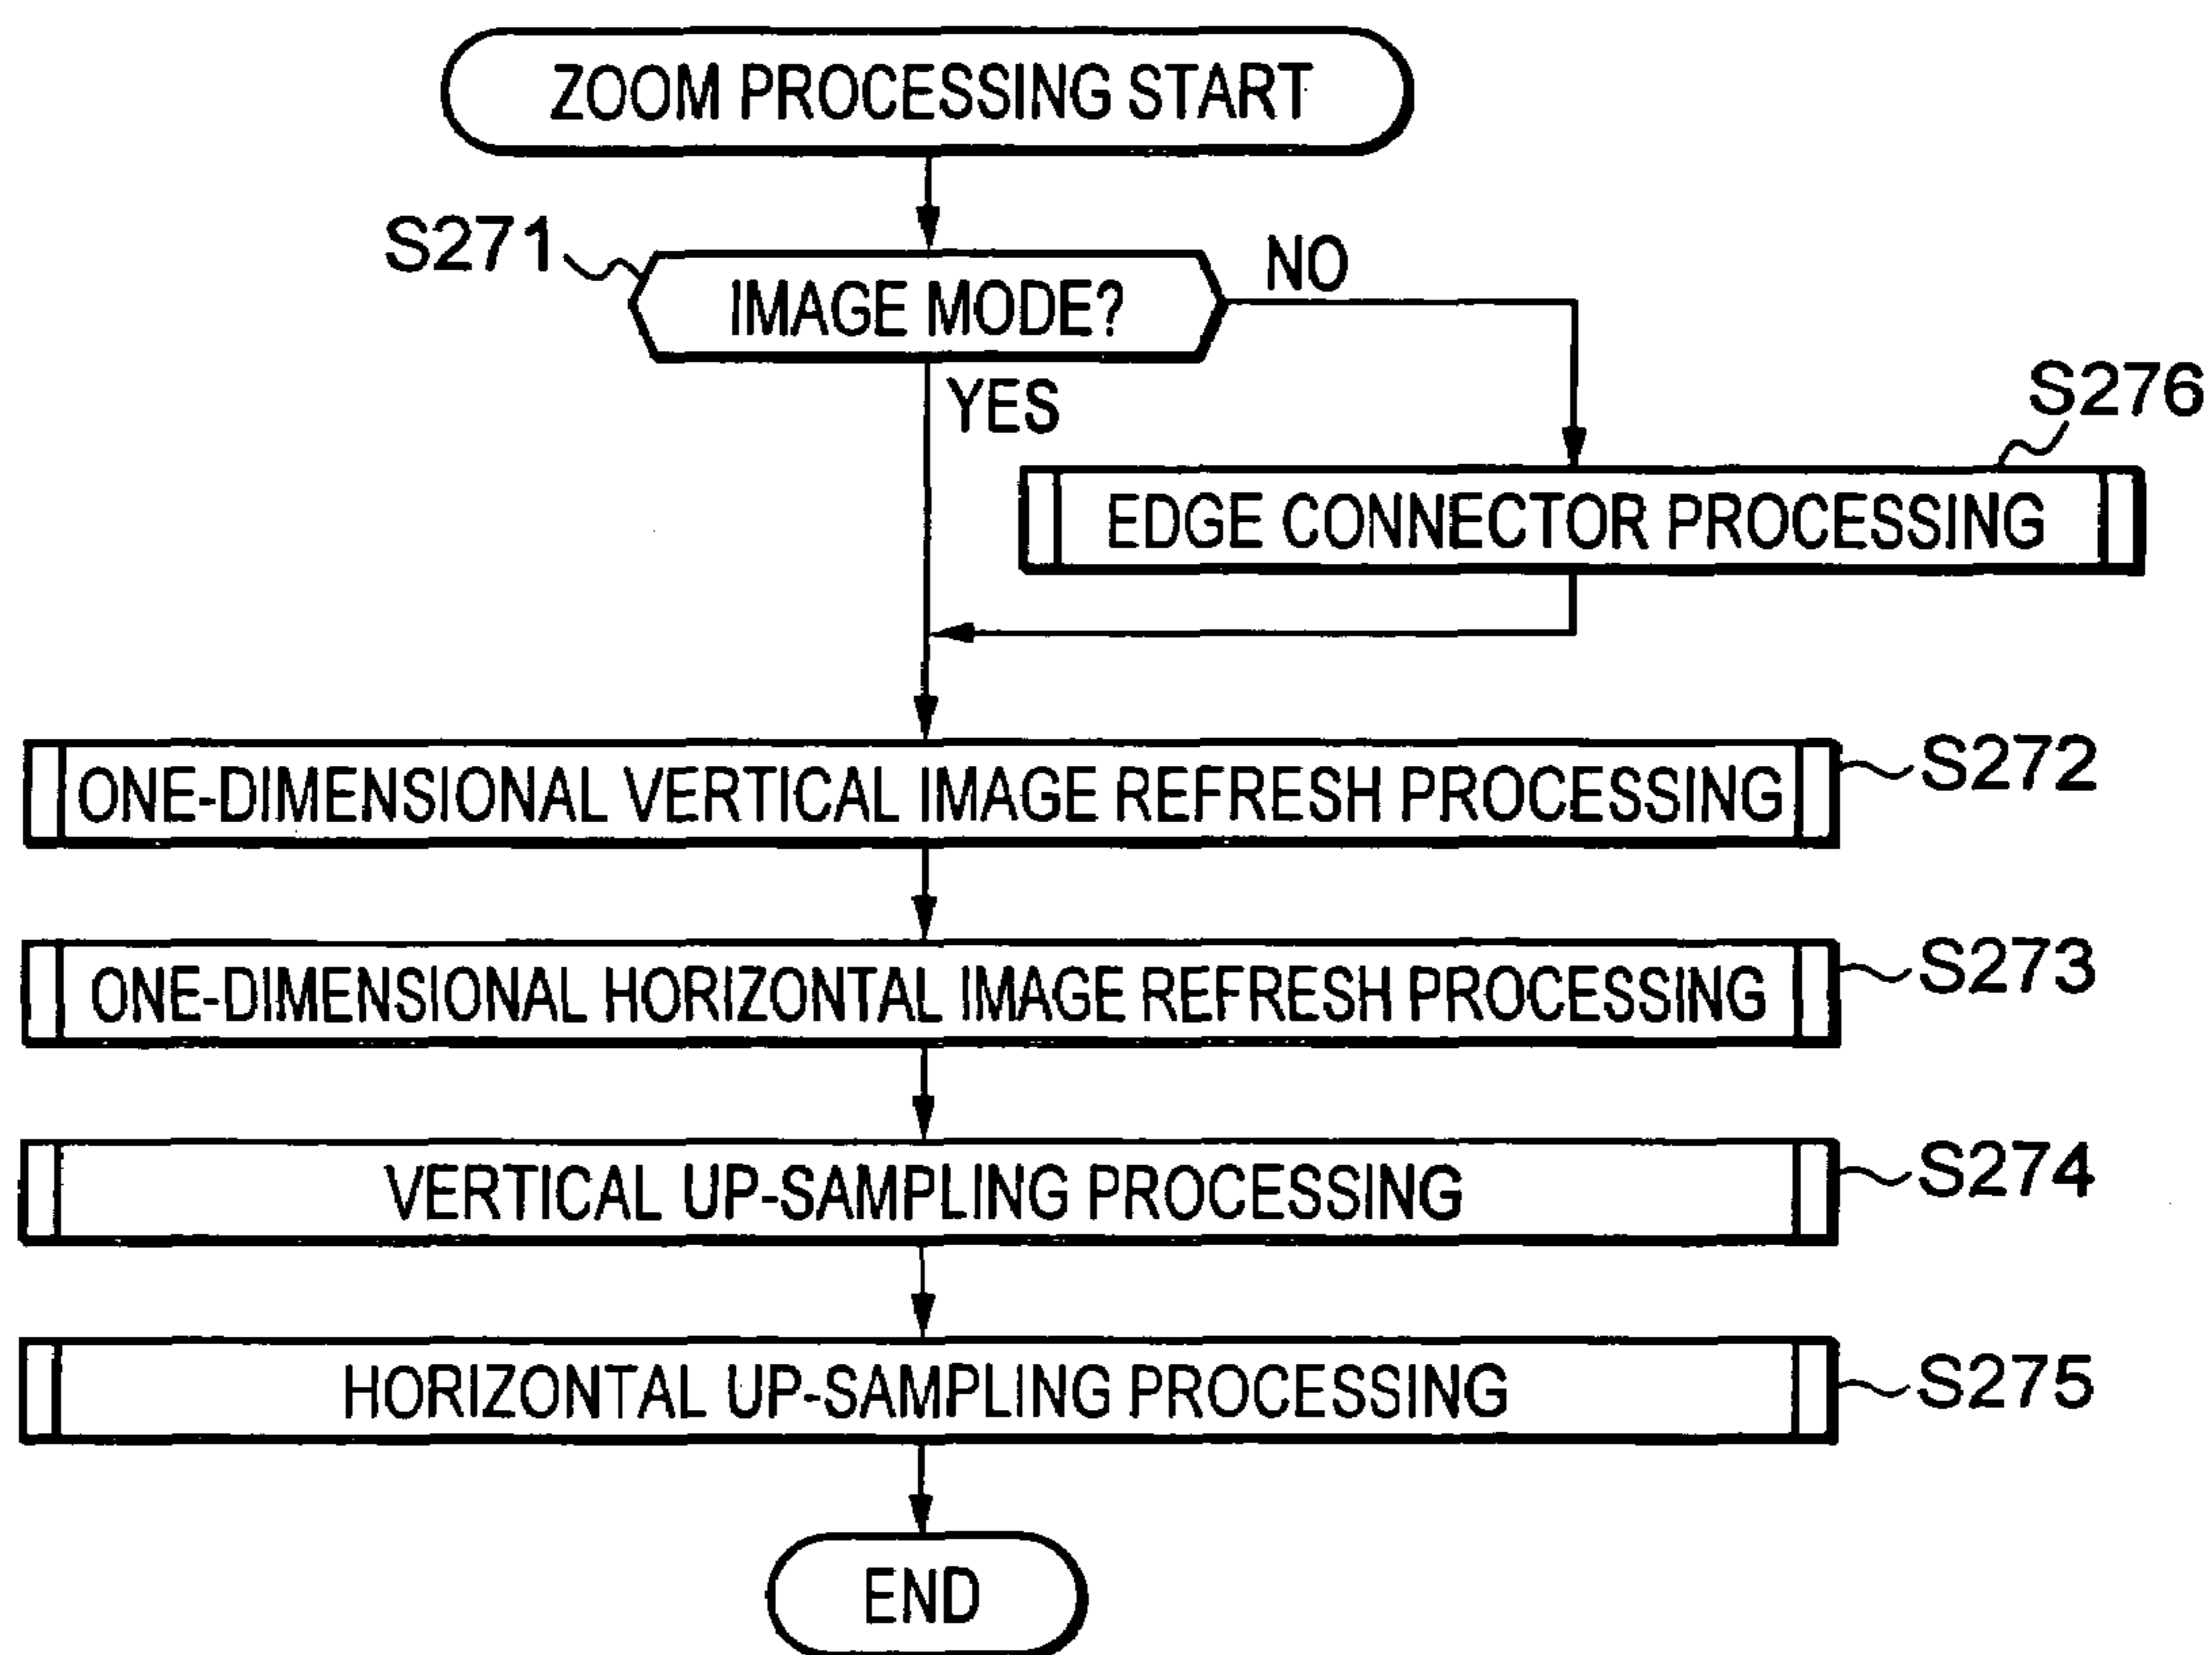 ZOOM PROCESSING START
S271
IMAGE MODE?
NO
YES
S276
EDGE CONNECTOR PROCESSING
ONE-DIMENSIONAL VERTICAL IMAGE REFRESH PROCESSING
S272
ONE-DIMENSIONAL HORIZONTAL IMAGE REFRESH PROCESSING
S273
VERTICAL UP-SAMPLING PROCESSING
S274
HORIZONTAL UP-SAMPLING PROCESSING
S275
END